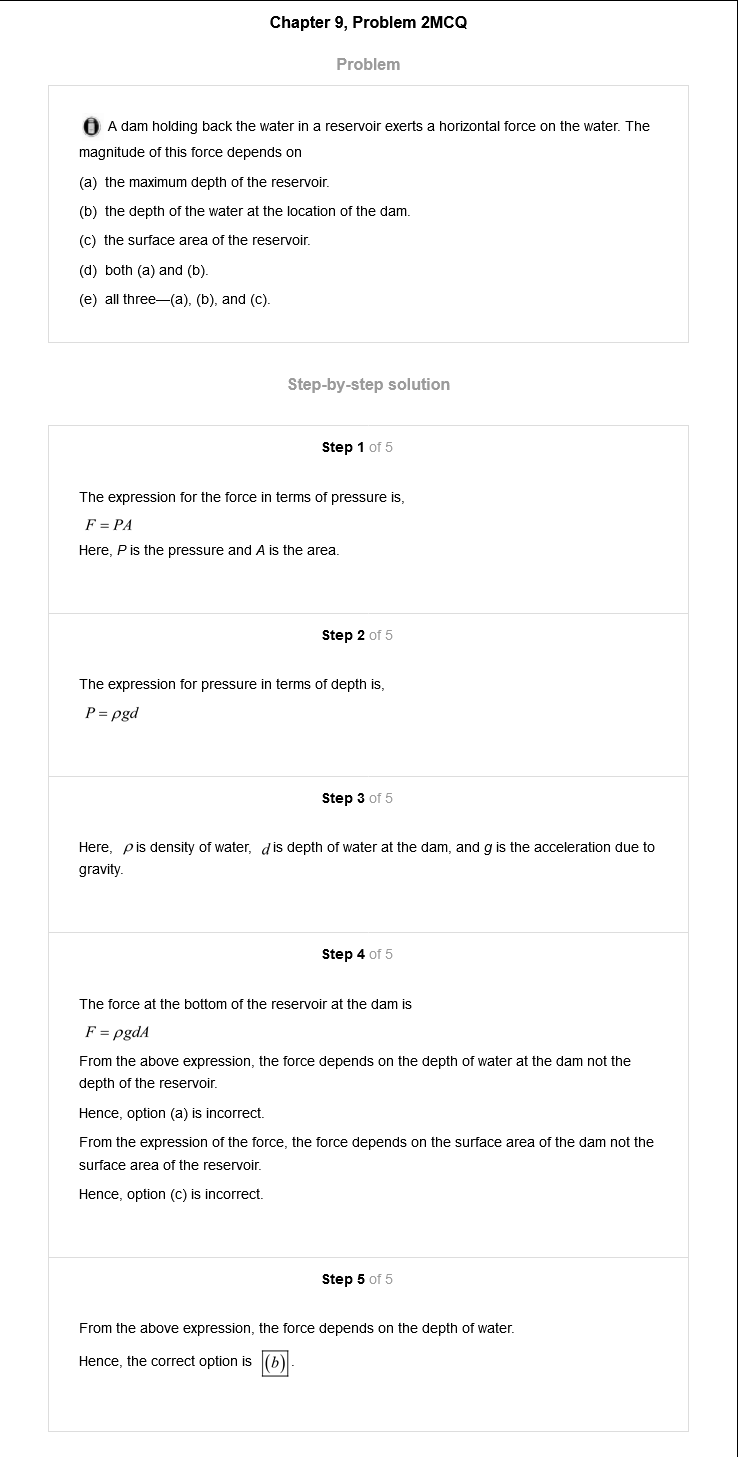 Chapter 9, Problem 2MCQ
Problem
A dam holding back the water in a reservoir exerts a horizontal force on the water. The
magnitude of this force depends on
(a) the maximum depth of the reservoir.
(b) the depth of the water at the location of the dam.
(c) the surface area of the reservoir.
(d) both (a) and (b).
(e) all three—(a), (b), and (c).
Step-by-step solution
Step 1 of 5
The expression for the force in terms of pressure is,
F = PA
Here, P is the pressure and A is the area.
Step 2 of 5
The expression for pressure in terms of depth is,
P = ρgd
Step 3 of 5
Here, ρ is density of water, d is depth of water at the dam, and g is the acceleration due to
gravity.
Step 4 of 5
The force at the bottom of the reservoir at the dam is
F = ρgdA
From the above expression, the force depends on the depth of water at the dam not the
depth of the reservoir.
Hence, option (a) is incorrect.
From the expression of the force, the force depends on the surface area of the dam not the
surface area of the reservoir.
Hence, option (c) is incorrect.
Step 5 of 5
From the above expression, the force depends on the depth of water.
Hence, the correct option is (b).